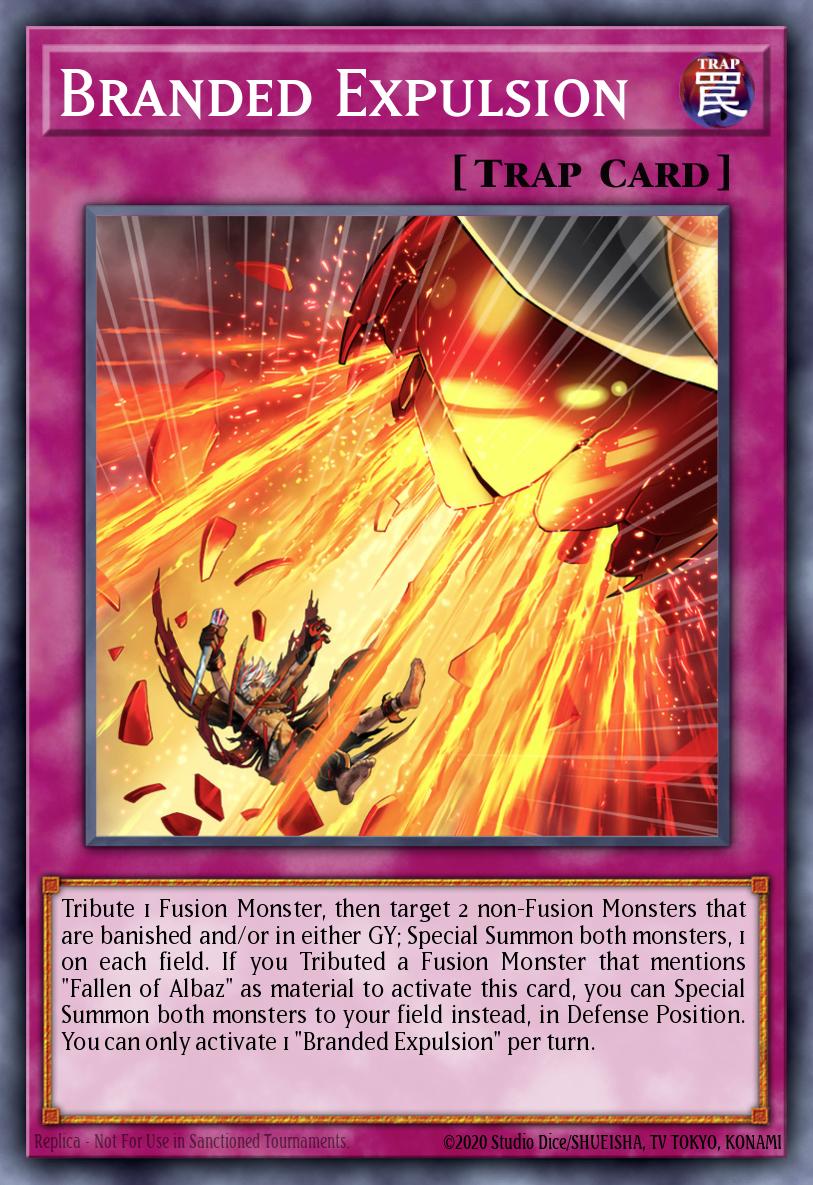 Branded Expulsion
TRAP
罠
[Trap Card]
Tribute 1 Fusion Monster, then target 2 non-Fusion Monsters that
are banished and/or in either GY; Special Summon both monsters, 1
on each field. If you Tributed a Fusion Monster that mentions
"Fallen of Albaz" as material to activate this card, you can Special
Summon both monsters to your field instead, in Defense Position.
You can only activate 1 "Branded Expulsion" per turn.
Replica - Not For Use in Sanctioned Tournaments.
©2020 Studio Dice/SHUEISHA, TV TOKYO, KONAMI